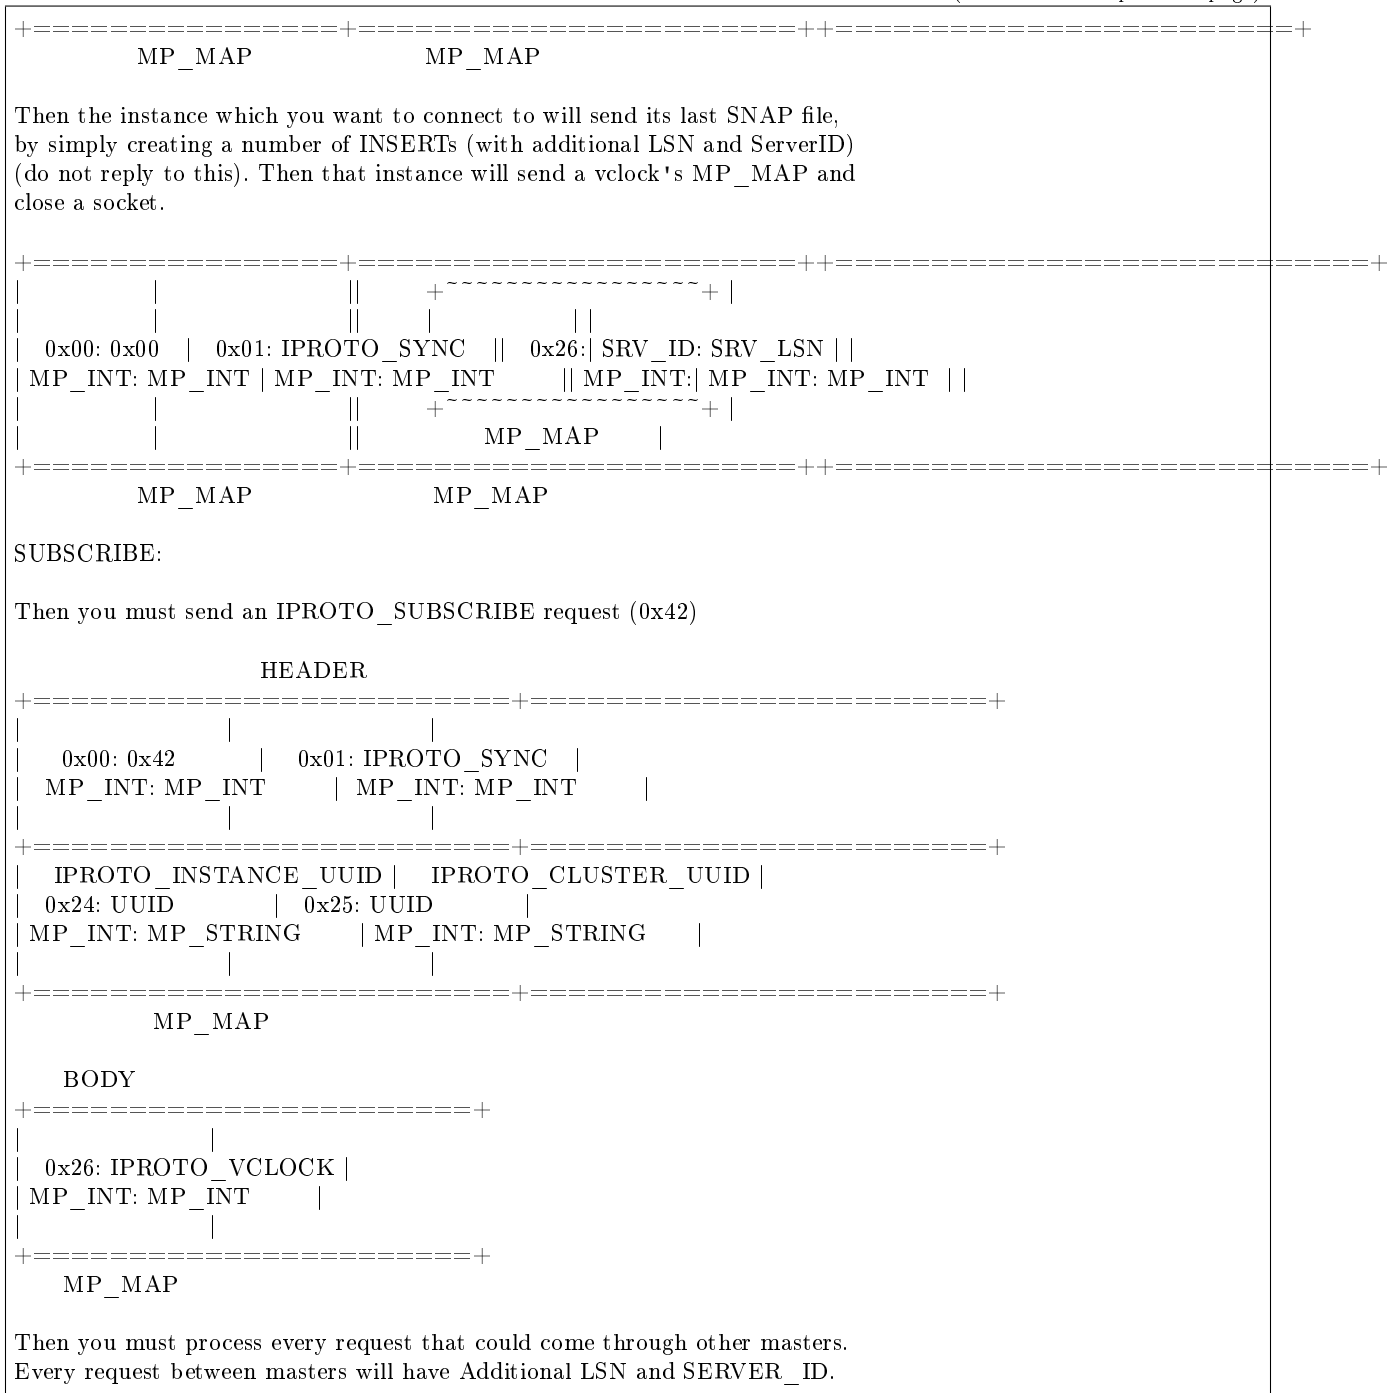 +================+=======================++========================+
MP_MAP MP_MAP
Then the instance which you want to connect to will send its last SNAP file,
by simply creating a number of INSERTs (with additional LSN and ServerID)
(do not reply to this). Then that instance will send a vclock's MP_MAP and
close a socket.
+================+=======================++============================+
| | || +~~~~~~~~~~~~~~~~~+ |
| | || | | |
| 0x00: 0x00 | 0x01: IPROTO_SYNC || 0x26:| SRV_ID: SRV_LSN | |
| MP_INT: MP_INT | MP_INT: MP_INT || MP_INT:| MP_INT: MP_INT | |
| | || +~~~~~~~~~~~~~~~~~+ |
| | || MP_MAP |
+================+=======================++============================+
MP_MAP MP_MAP
SUBSCRIBE:
Then you must send an IPROTO_SUBSCRIBE request (0x42)
HEADER
+=========================+========================+
| | |
| 0x00: 0x42 | 0x01: IPROTO_SYNC |
| MP_INT: MP_INT | MP_INT: MP_INT |
| | |
+=========================+========================+
| IPROTO_INSTANCE_UUID | IPROTO_CLUSTER_UUID |
| 0x24: UUID | 0x25: UUID |
| MP_INT: MP_STRING | MP_INT: MP_STRING |
| | |
+=========================+========================+
MP_MAP
BODY
+=======================+
| |
| 0x26: IPROTO_VCLOCK |
| MP_INT: MP_INT |
| |
+=======================+
MP_MAP
Then you must process every request that could come through other masters.
Every request between masters will have Additional LSN and SERVER_ID.